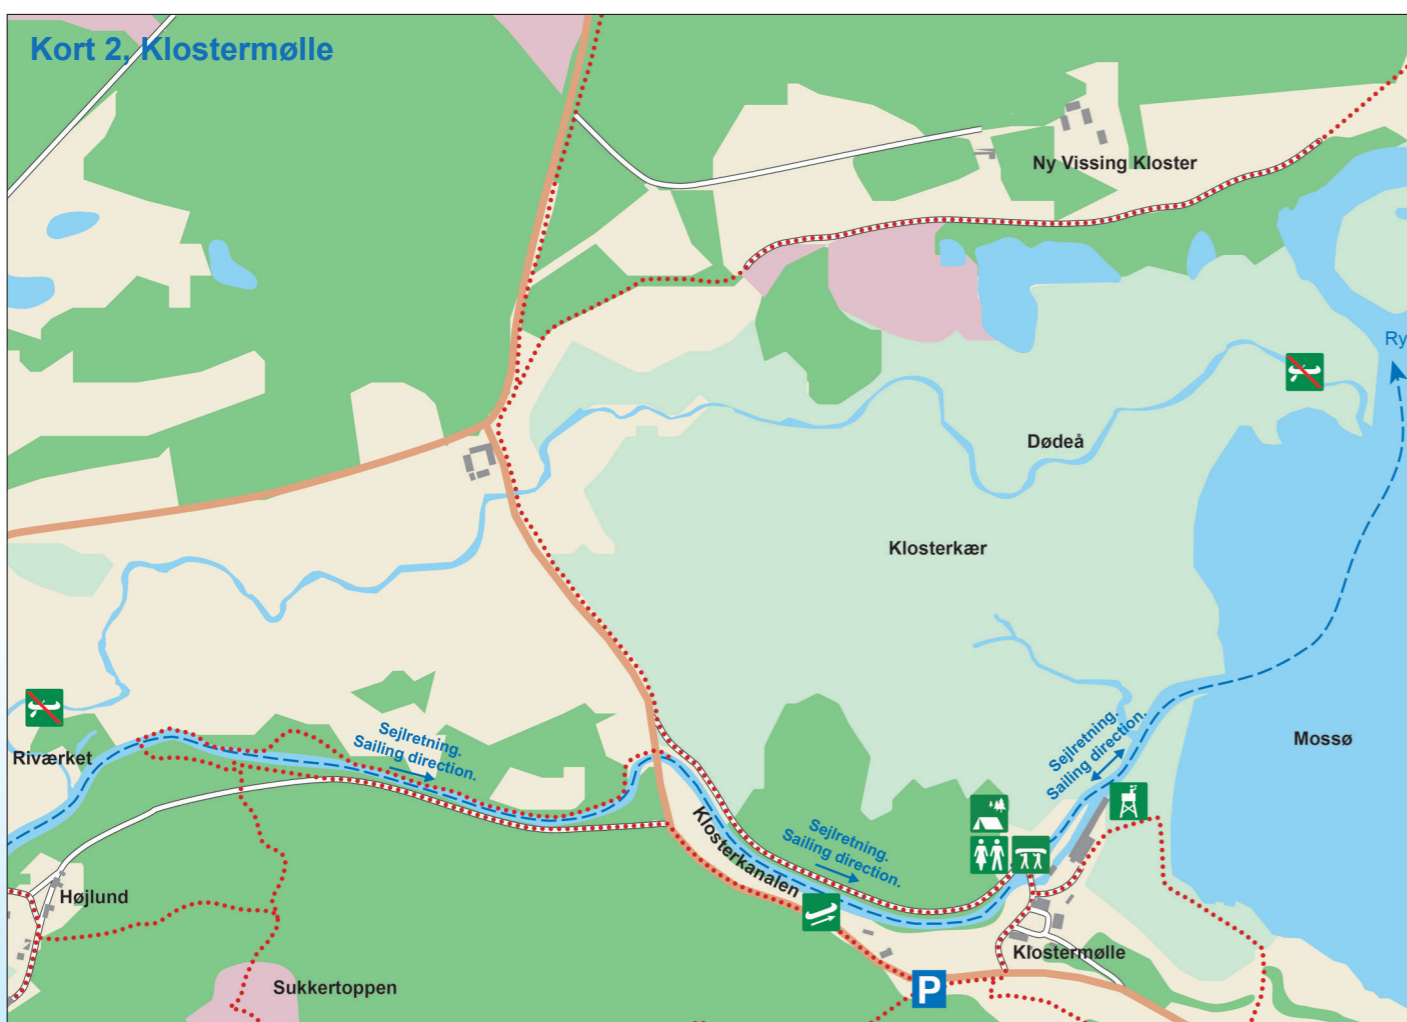 Kort 2, Klostermølle
Ny Vissing Kloster
Ry
Dødeå
Klosterkær
Mossø
Riværket
Sejlretning.
Sailing direction.
Sejlretning.
Sailing direction.
Klosterkanalen
Sejlretning.
Sailing direction.
Højlund
Klostermølle
Sukkertoppen
P